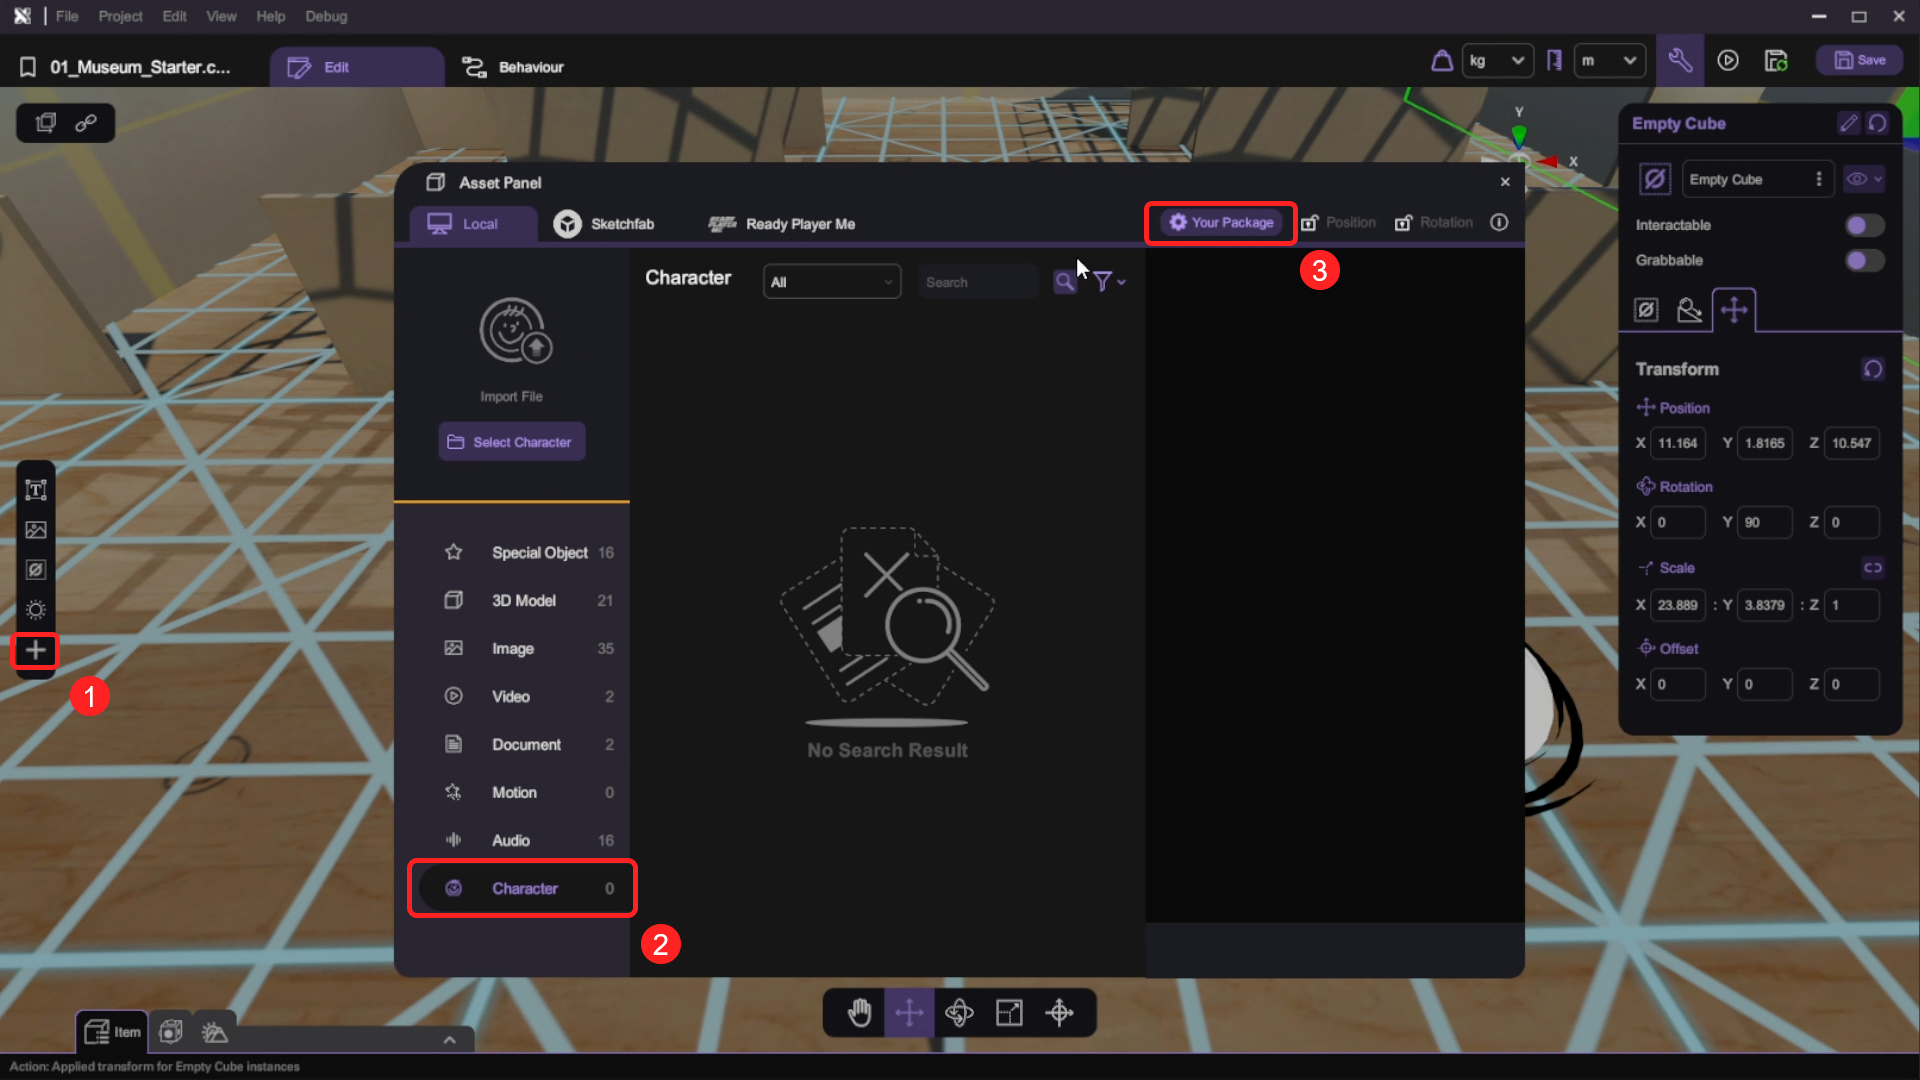 File Project Edit View Help Debug
01_Museum_Starter.c... Edit Behaviour kg m Save
Y
X
Asset Panel
Local Sketchfab Ready Player Me Your Package Position Rotation
3
Import File
Select Character
Special Object 16
3D Model 21
Image 35
Video 2
Document 2
Motion 0
Audio 16
Character 0
2
Character All Search
No Search Result
1
Empty Cube
Empty Cube
Interactable
Grabbable
Transform
Position
X 11.164 Y 1.8165 Z 10.547
Rotation
X 0 Y 90 Z 0
Scale
X 23.889 : Y 3.8379 : Z 1
Offset
X 0 Y 0 Z 0
Item
Action: Applied transform for Empty Cube instances